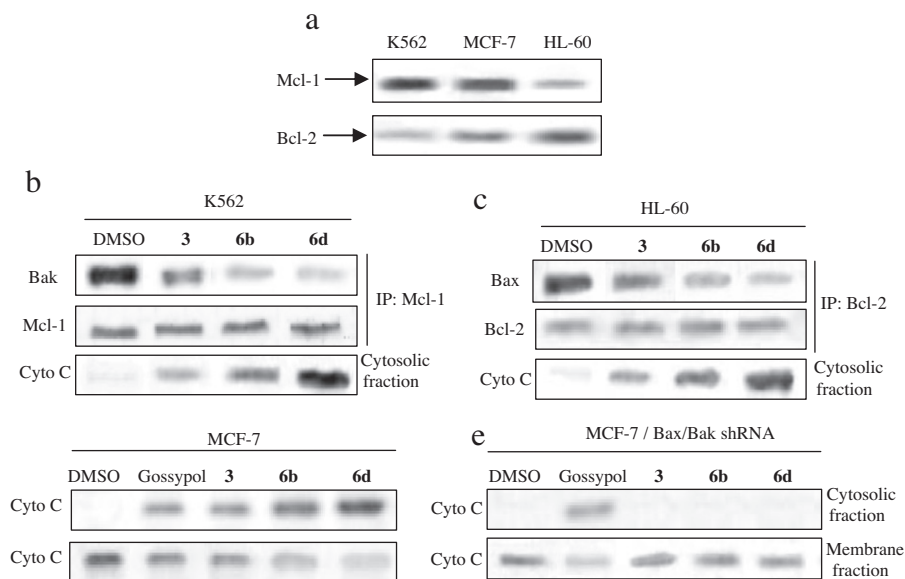 a
K562 MCF-7 HL-60
Mcl-1
Bcl-2
b
K562
DMSO 3 6b 6d
Bak
IP: Mcl-1
Mcl-1
Cyto C
Cytosolic
fraction
c
HL-60
DMSO 3 6b 6d
Bax
IP: Bcl-2
Bcl-2
Cyto C
Cytosolic
fraction
MCF-7
DMSO Gossypol 3 6b 6d
Cyto C
Cyto C
e
MCF-7 / Bax/Bak shRNA
DMSO Gossypol 3 6b 6d
Cyto C
Cytosolic
fraction
Cyto C
Membrane
fraction